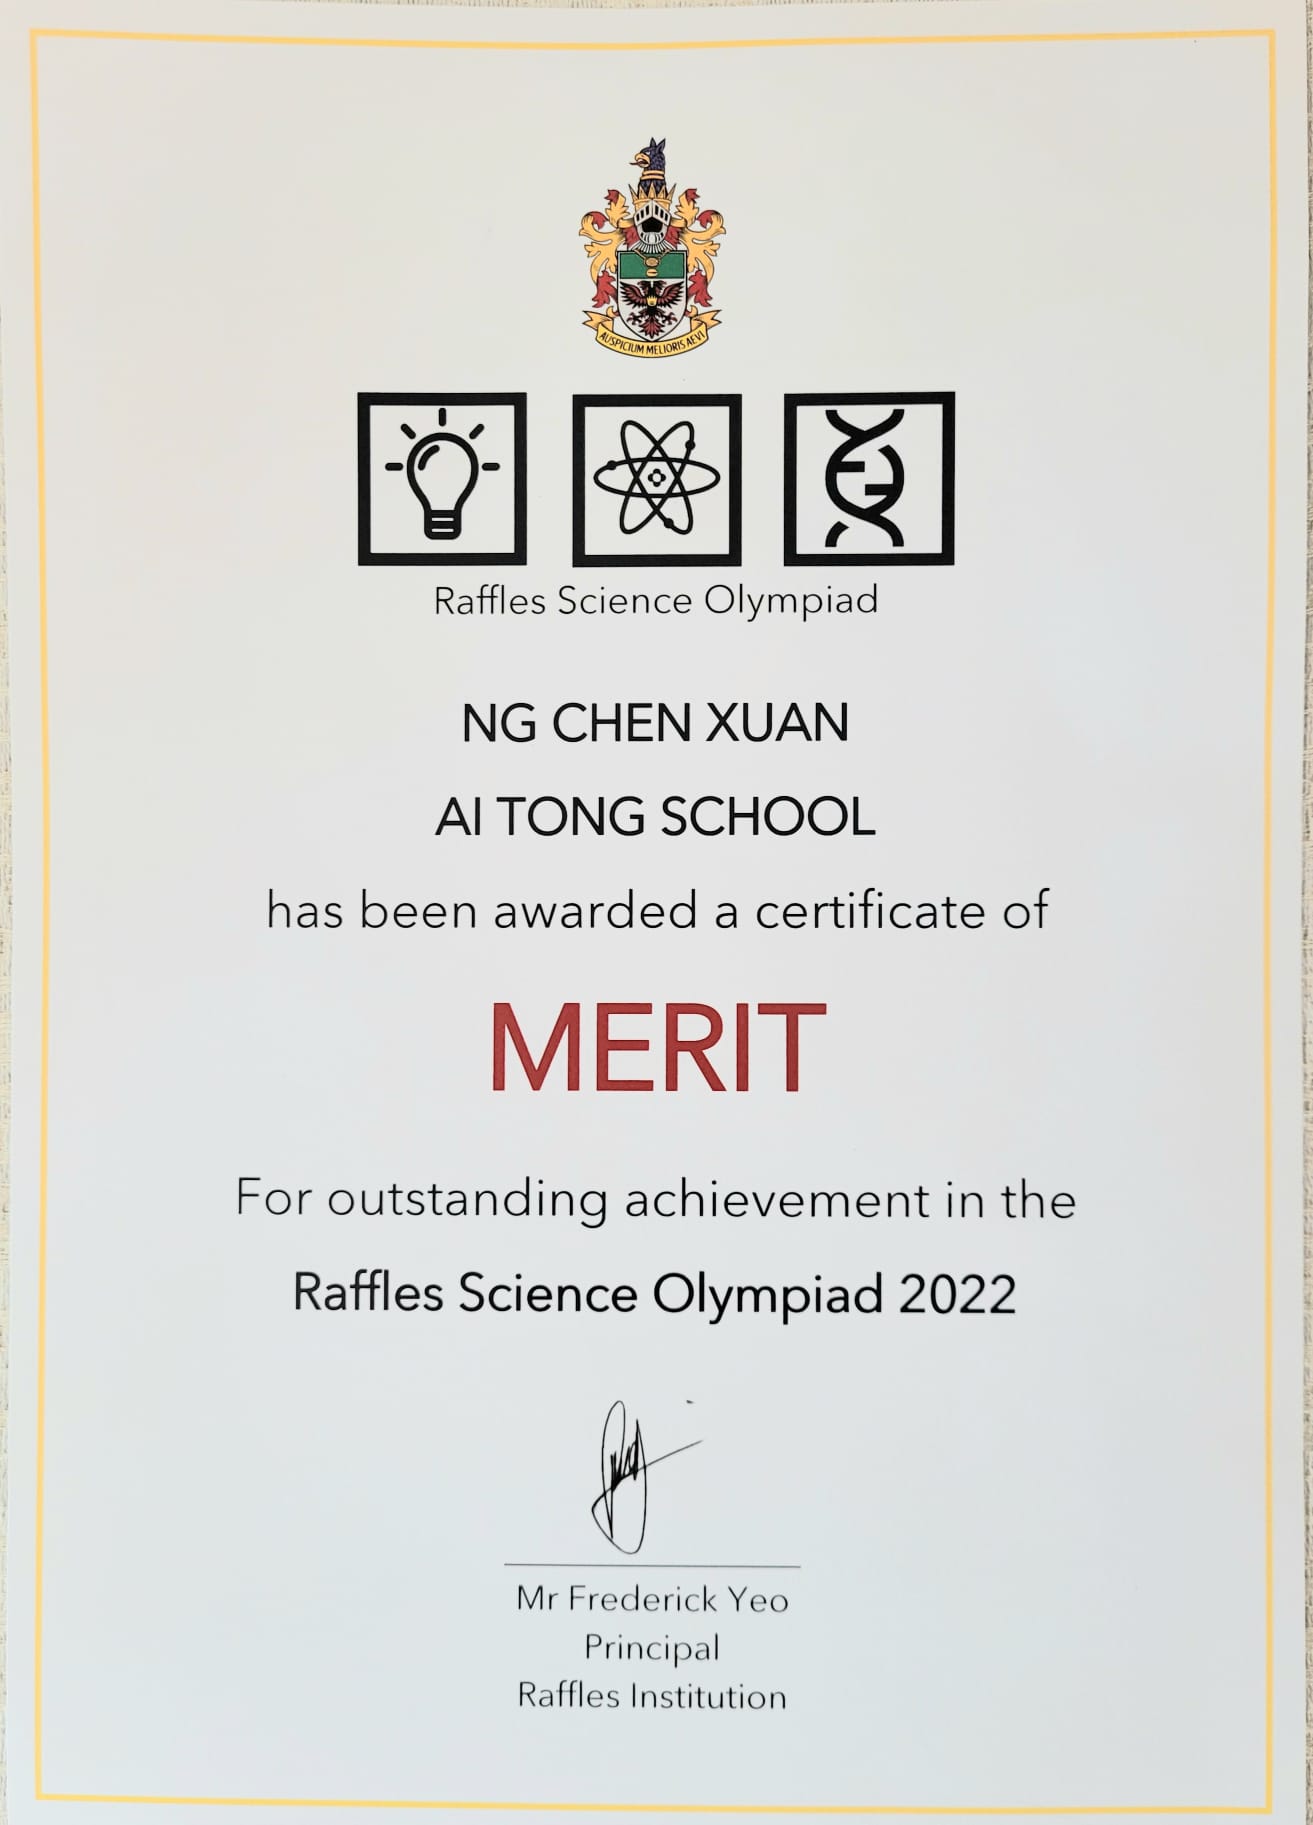 AUSPICIUM MELIORIS AEVI
Raffles Science Olympiad
NG CHEN XUAN
AI TONG SCHOOL
has been awarded a certificate of
MERIT
For outstanding achievement in the
Raffles Science Olympiad 2022
Mr Frederick Yeo
Principal
Raffles Institution